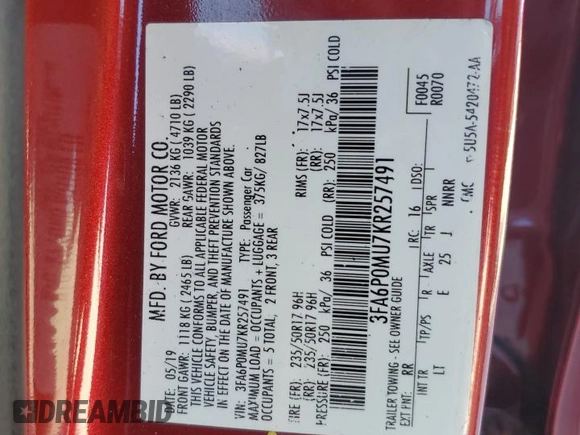 MFD. BY FORD MOTOR CO.
DATE: 05/19 GVWR: 2136 KG (4710 LB)
FRONT GAWR: 1118 KG (2465 LB) REAR GAWR: 1039 KG (2290 LB)
THIS VEHICLE CONFORMS TO ALL APPLICABLE FEDERAL MOTOR
VEHICLE SAFETY, BUMPER, AND THEFT PREVENTION STANDARDS
IN EFFECT ON THE DATE OF MANUFACTURE SHOWN ABOVE.
VIN: 3FA6P0MU7KR257491 TYPE: Passenger Car
MAXIMUM LOAD = OCCUPANTS + LUGGAGE = 375KG/ 827LB
OCCUPANTS = 5 TOTAL, 2 FRONT, 3 REAR
TIRE (FR): 235/50R17 96H RIMS (FR): 17x7.5J
(RR): 235/50R17 96H (RR): 17x7.5J
PRESSURE (FR): 250 kPa/ 36 PSI COLD (RR): 250 kPa/ 36 PSI COLD
TRAILER TOWING - SEE OWNER GUIDE
3FA6P0MU7KR257491
F0045
R0070
EXT PNT: RR RC: 16 DSO:
INT TR TP/PS R AXLE TR SPR
LT E 25 J NNRR
5U5A-5420472-AA
DREAMBID